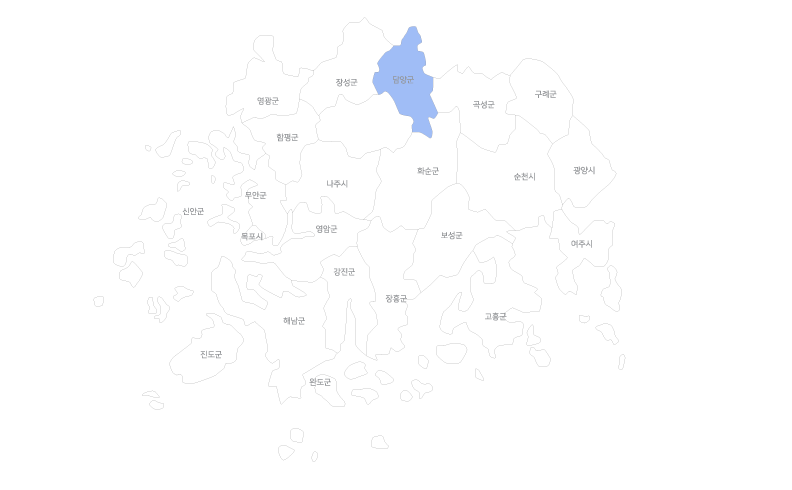 담양군
장성군
구례군
영광군
곡성군
함평군
화순군
광양시
순천시
나주시
무안군
신안군
영암군
목포시
보성군
여주시
강진군
장흥군
고흥군
해남군
진도군
완도군